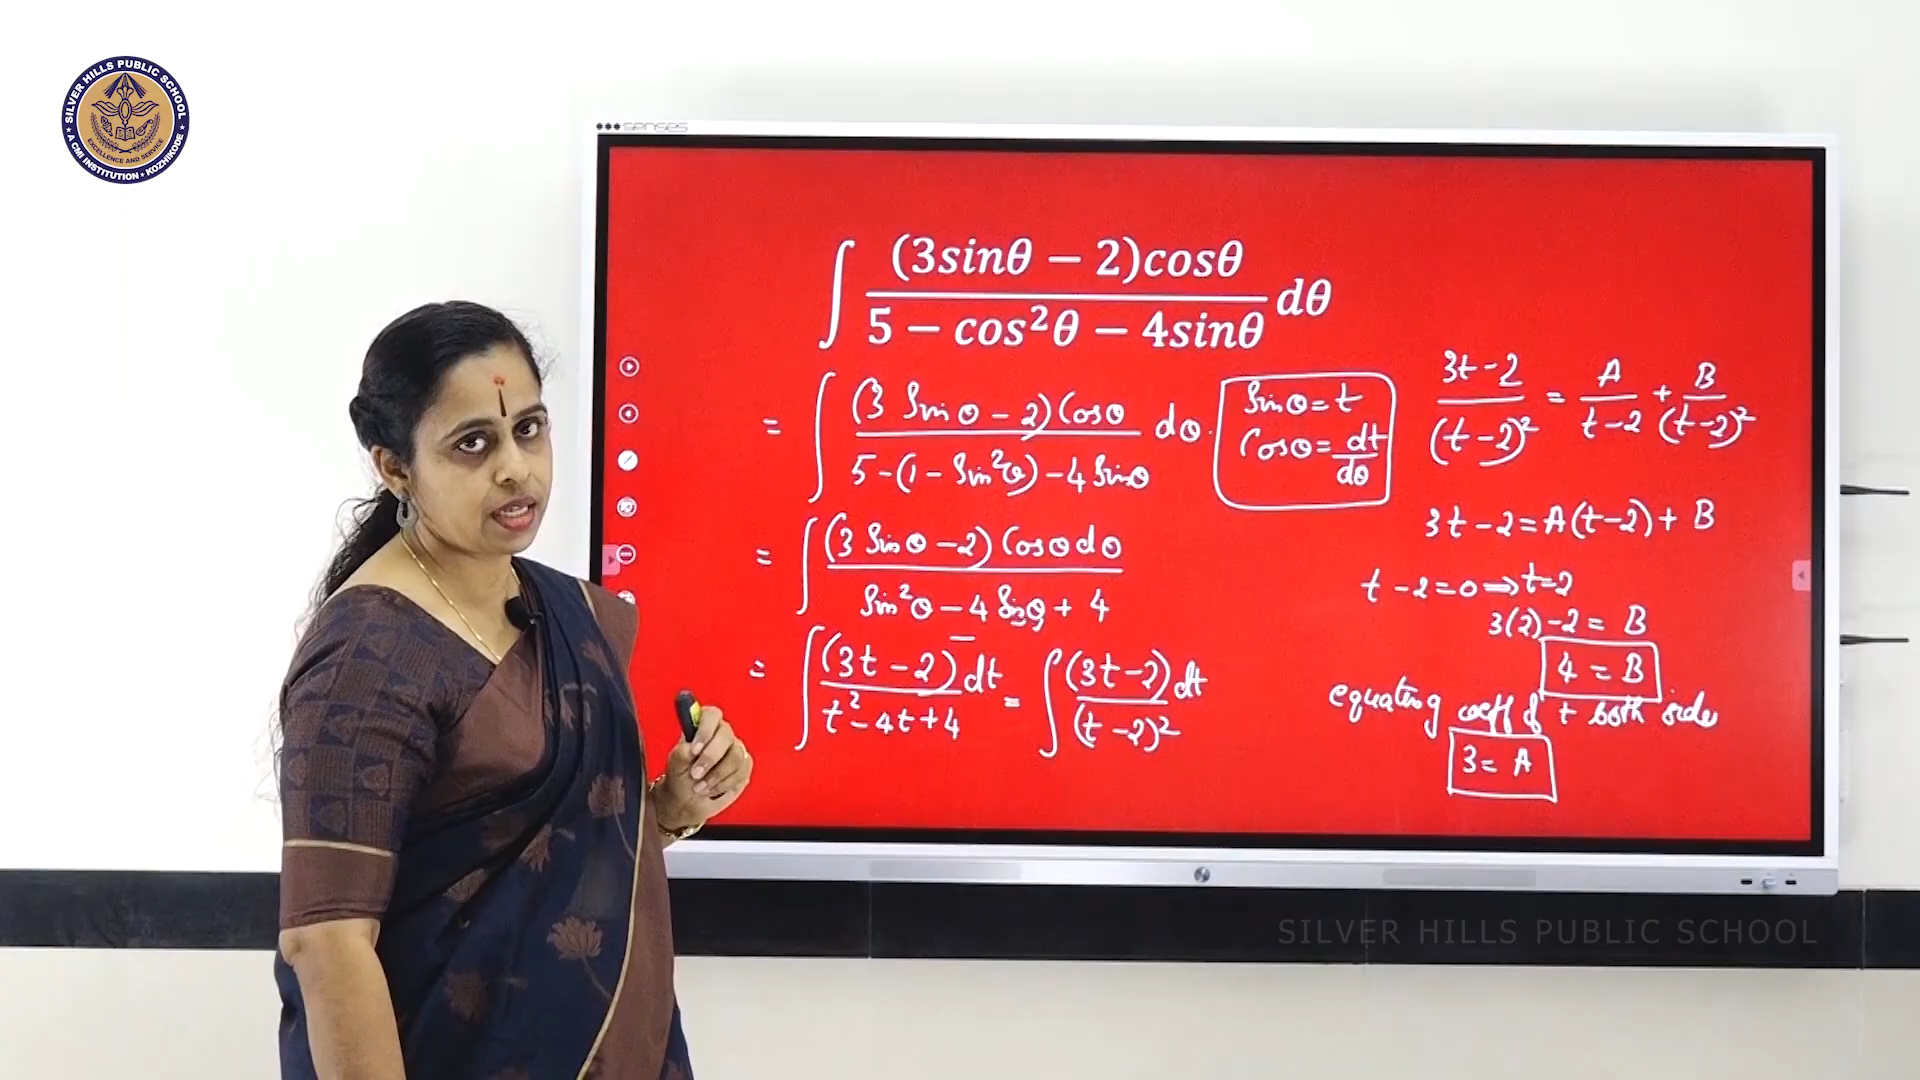 SILVER HILLS PUBLIC SCHOOL
EXCELLENCE AND SERVICE
★ A CMI INSTITUTION • KOZHIKODE ★
senses
∫ (3sinθ − 2)cosθ / 5 − cos²θ − 4sinθ dθ
= ∫ (3 Sinθ − 2) Cosθ / 5 − (1 − Sin²θ) − 4 Sinθ dθ.
Sinθ = t
Cosθ = dt/dθ
= ∫ (3 Sinθ − 2) Cosθ dθ / Sin²θ − 4 Sinθ + 4
= ∫ (3t − 2) dt / t² − 4t + 4 = ∫ (3t − 2) dt / (t − 2)²
3t − 2 / (t − 2)² = A / t − 2 + B / (t − 2)²
3t − 2 = A(t − 2) + B
t − 2 = 0 ⇒ t = 2
3(2) − 2 = B
4 = B
equating coeff of t both side
3 = A
SILVER HILLS PUBLIC SCHOOL